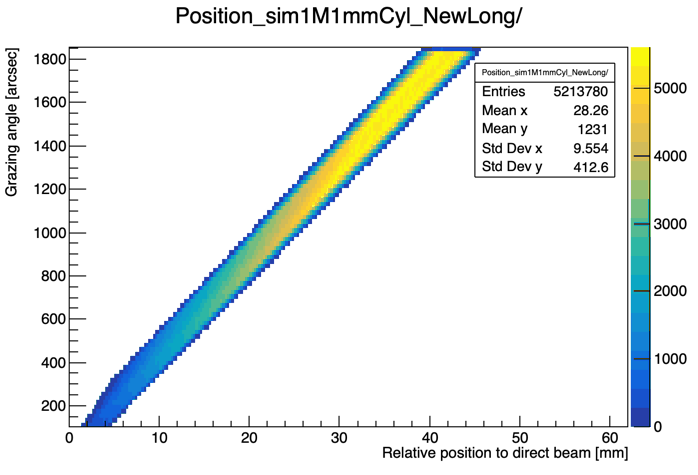 Position_sim1M1mmCyl_NewLong/
Grazing angle [arcsec]
1800
1600
1400
1200
1000
800
600
400
200
0 10 20 30 40 50 60
Relative position to direct beam [mm]
Position_sim1M1mmCyl_NewLong/
Entries 5213780
Mean x 28.26
Mean y 1231
Std Dev x 9.554
Std Dev y 412.6
5000
4000
3000
2000
1000
0